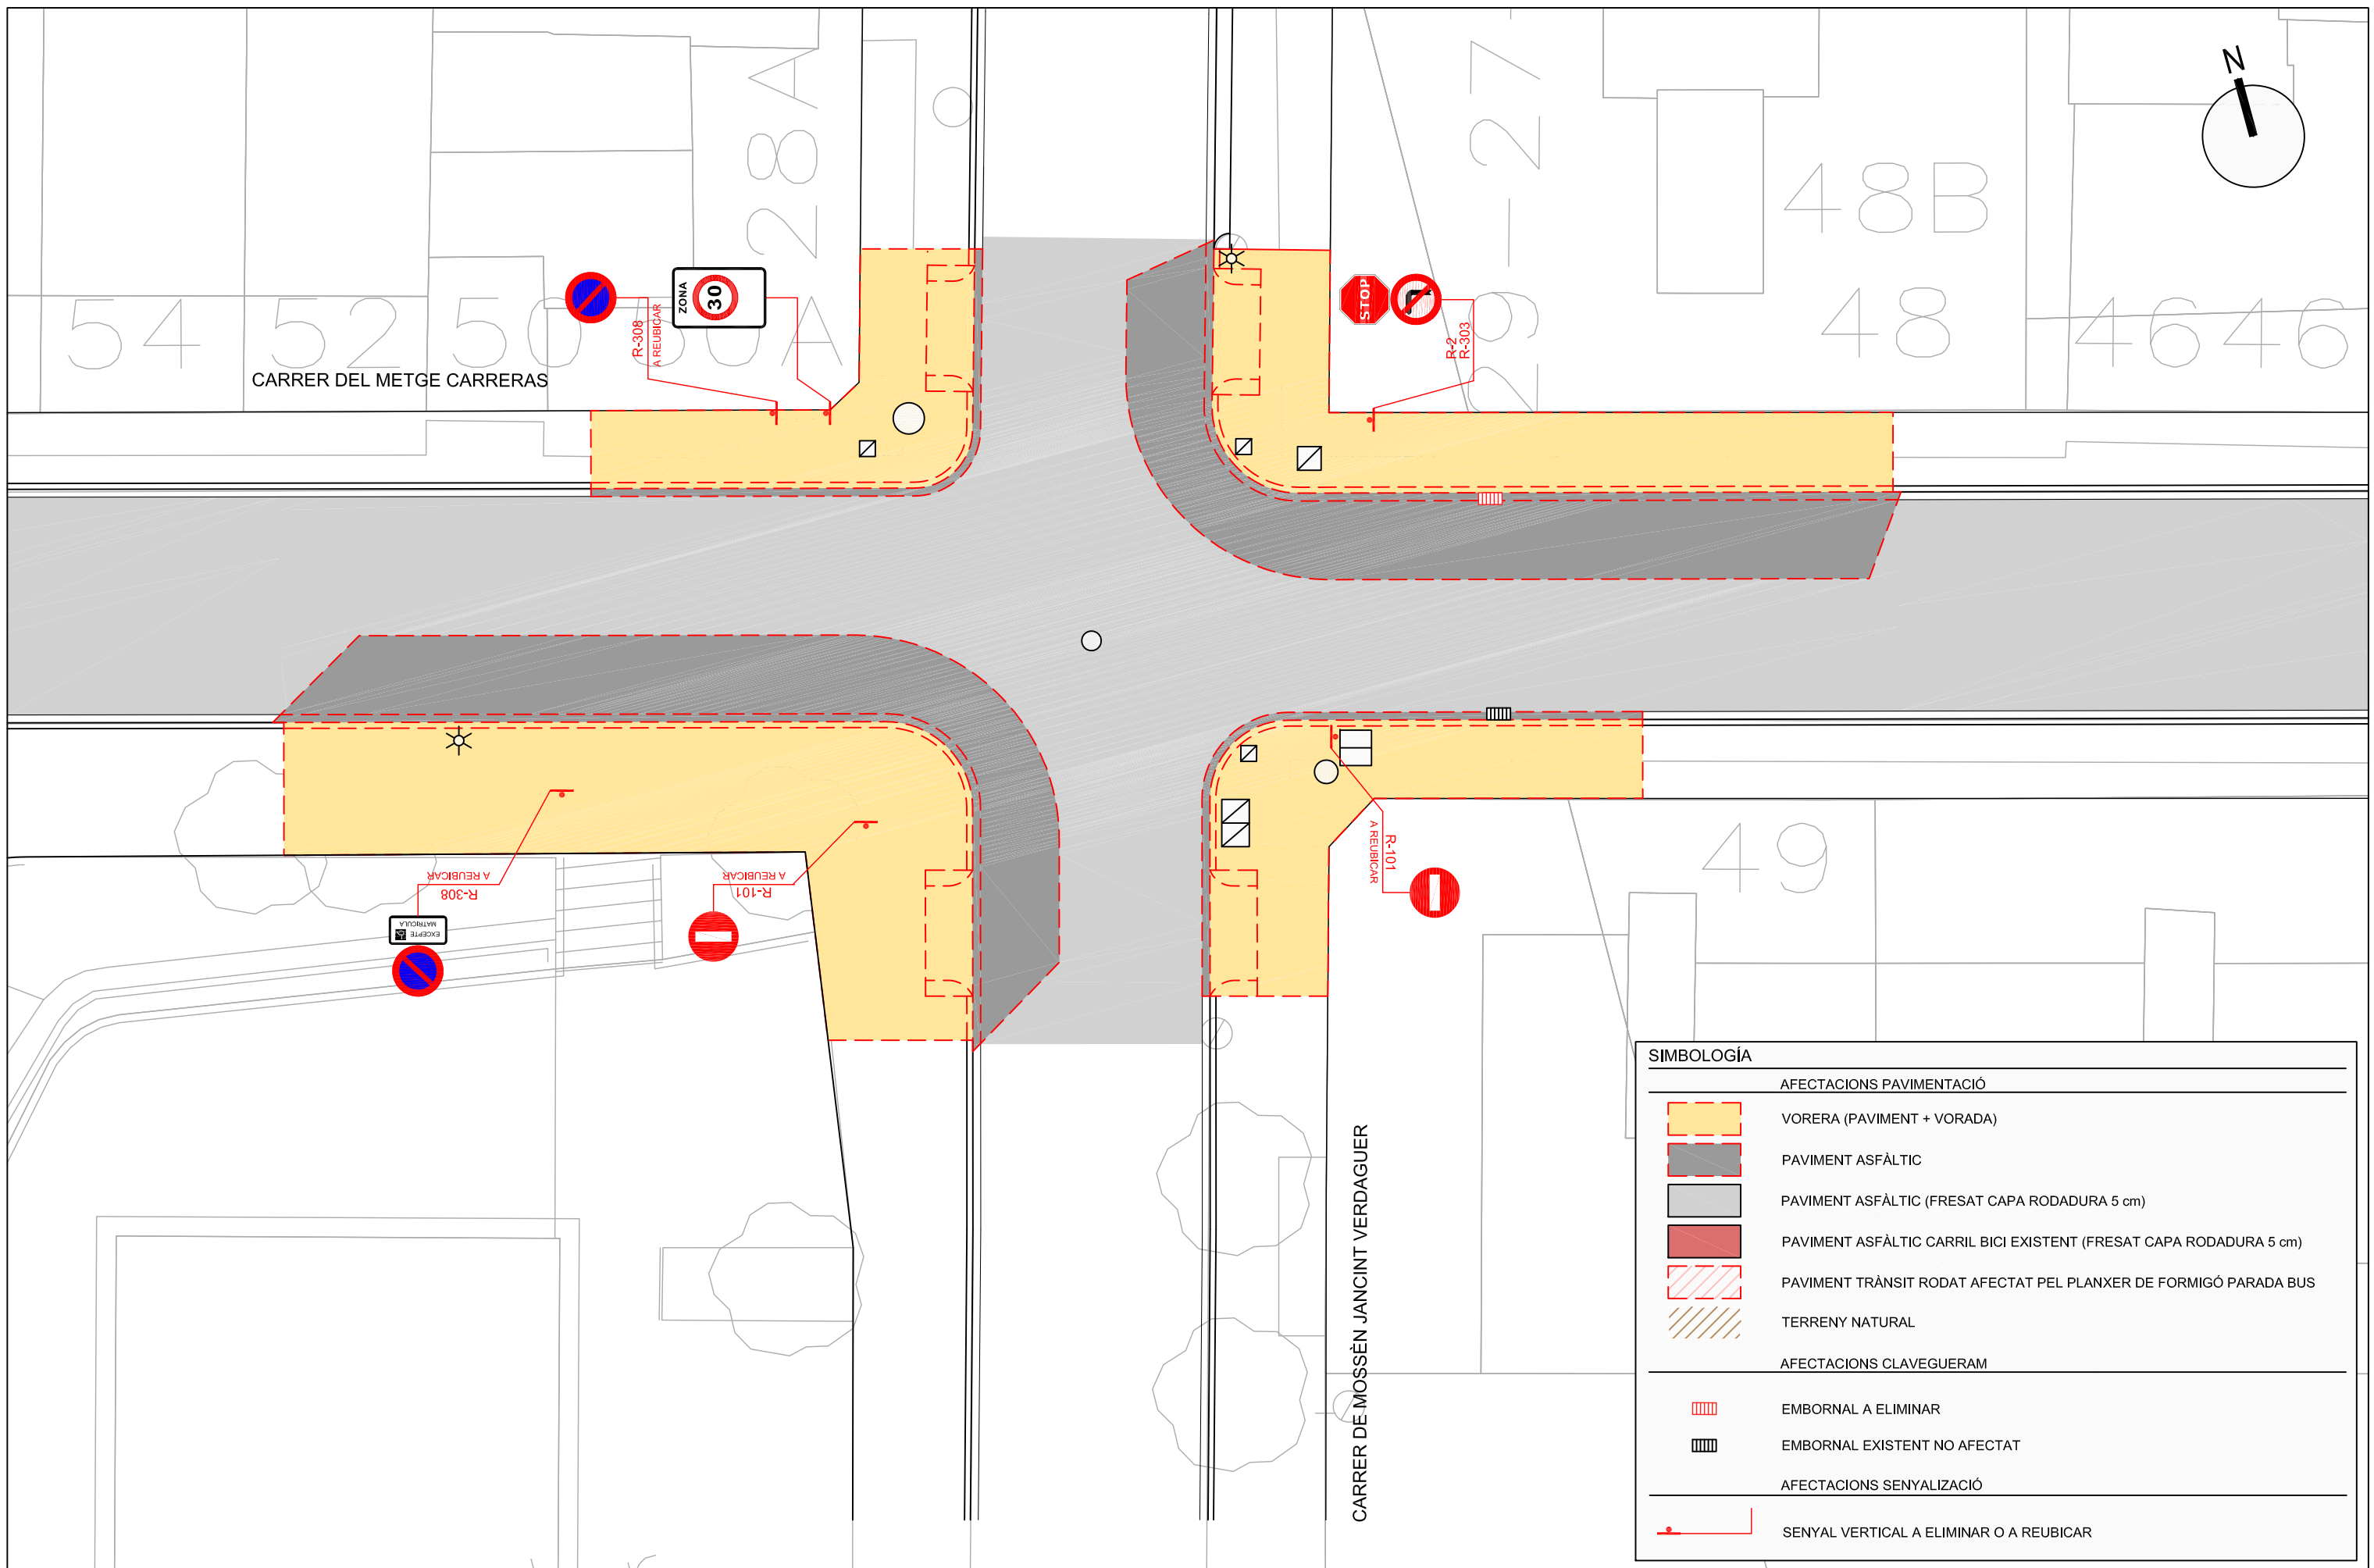 N
28A
29-27
48B
54
52
50
50A
48
46
46
ZONA
30
R-308
A REUBICAR
STOP
R-2
R-303
CARRER DEL METGE CARRERAS
A REUBICAR
R-308
EXCEPTE
MATRICULA
A REUBICAR
R-101
R-101
A REUBICAR
49
CARRER DE MOSSÈN JANCINT VERDAGUER
SIMBOLOGÍA
AFECTACIONS PAVIMENTACIÓ
VORERA (PAVIMENT + VORADA)
PAVIMENT ASFÀLTIC
PAVIMENT ASFÀLTIC (FRESAT CAPA RODADURA 5 cm)
PAVIMENT ASFÀLTIC CARRIL BICI EXISTENT (FRESAT CAPA RODADURA 5 cm)
PAVIMENT TRÀNSIT RODAT AFECTAT PEL PLANXER DE FORMIGÓ PARADA BUS
TERRENY NATURAL
AFECTACIONS CLAVEGUERAM
EMBORNAL A ELIMINAR
EMBORNAL EXISTENT NO AFECTAT
AFECTACIONS SENYALIZACIÓ
SENYAL VERTICAL A ELIMINAR O A REUBICAR